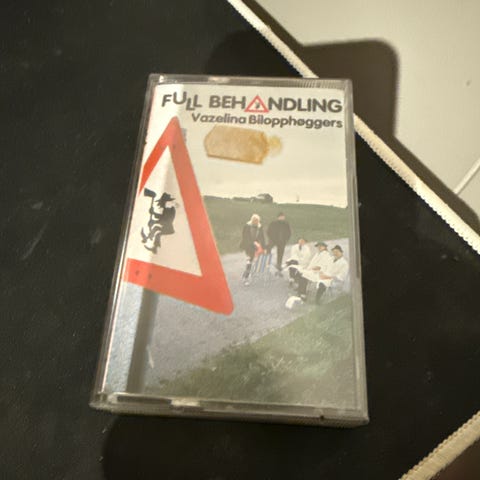 FULL BEHANDLING
Vazelina Bilopphøggers